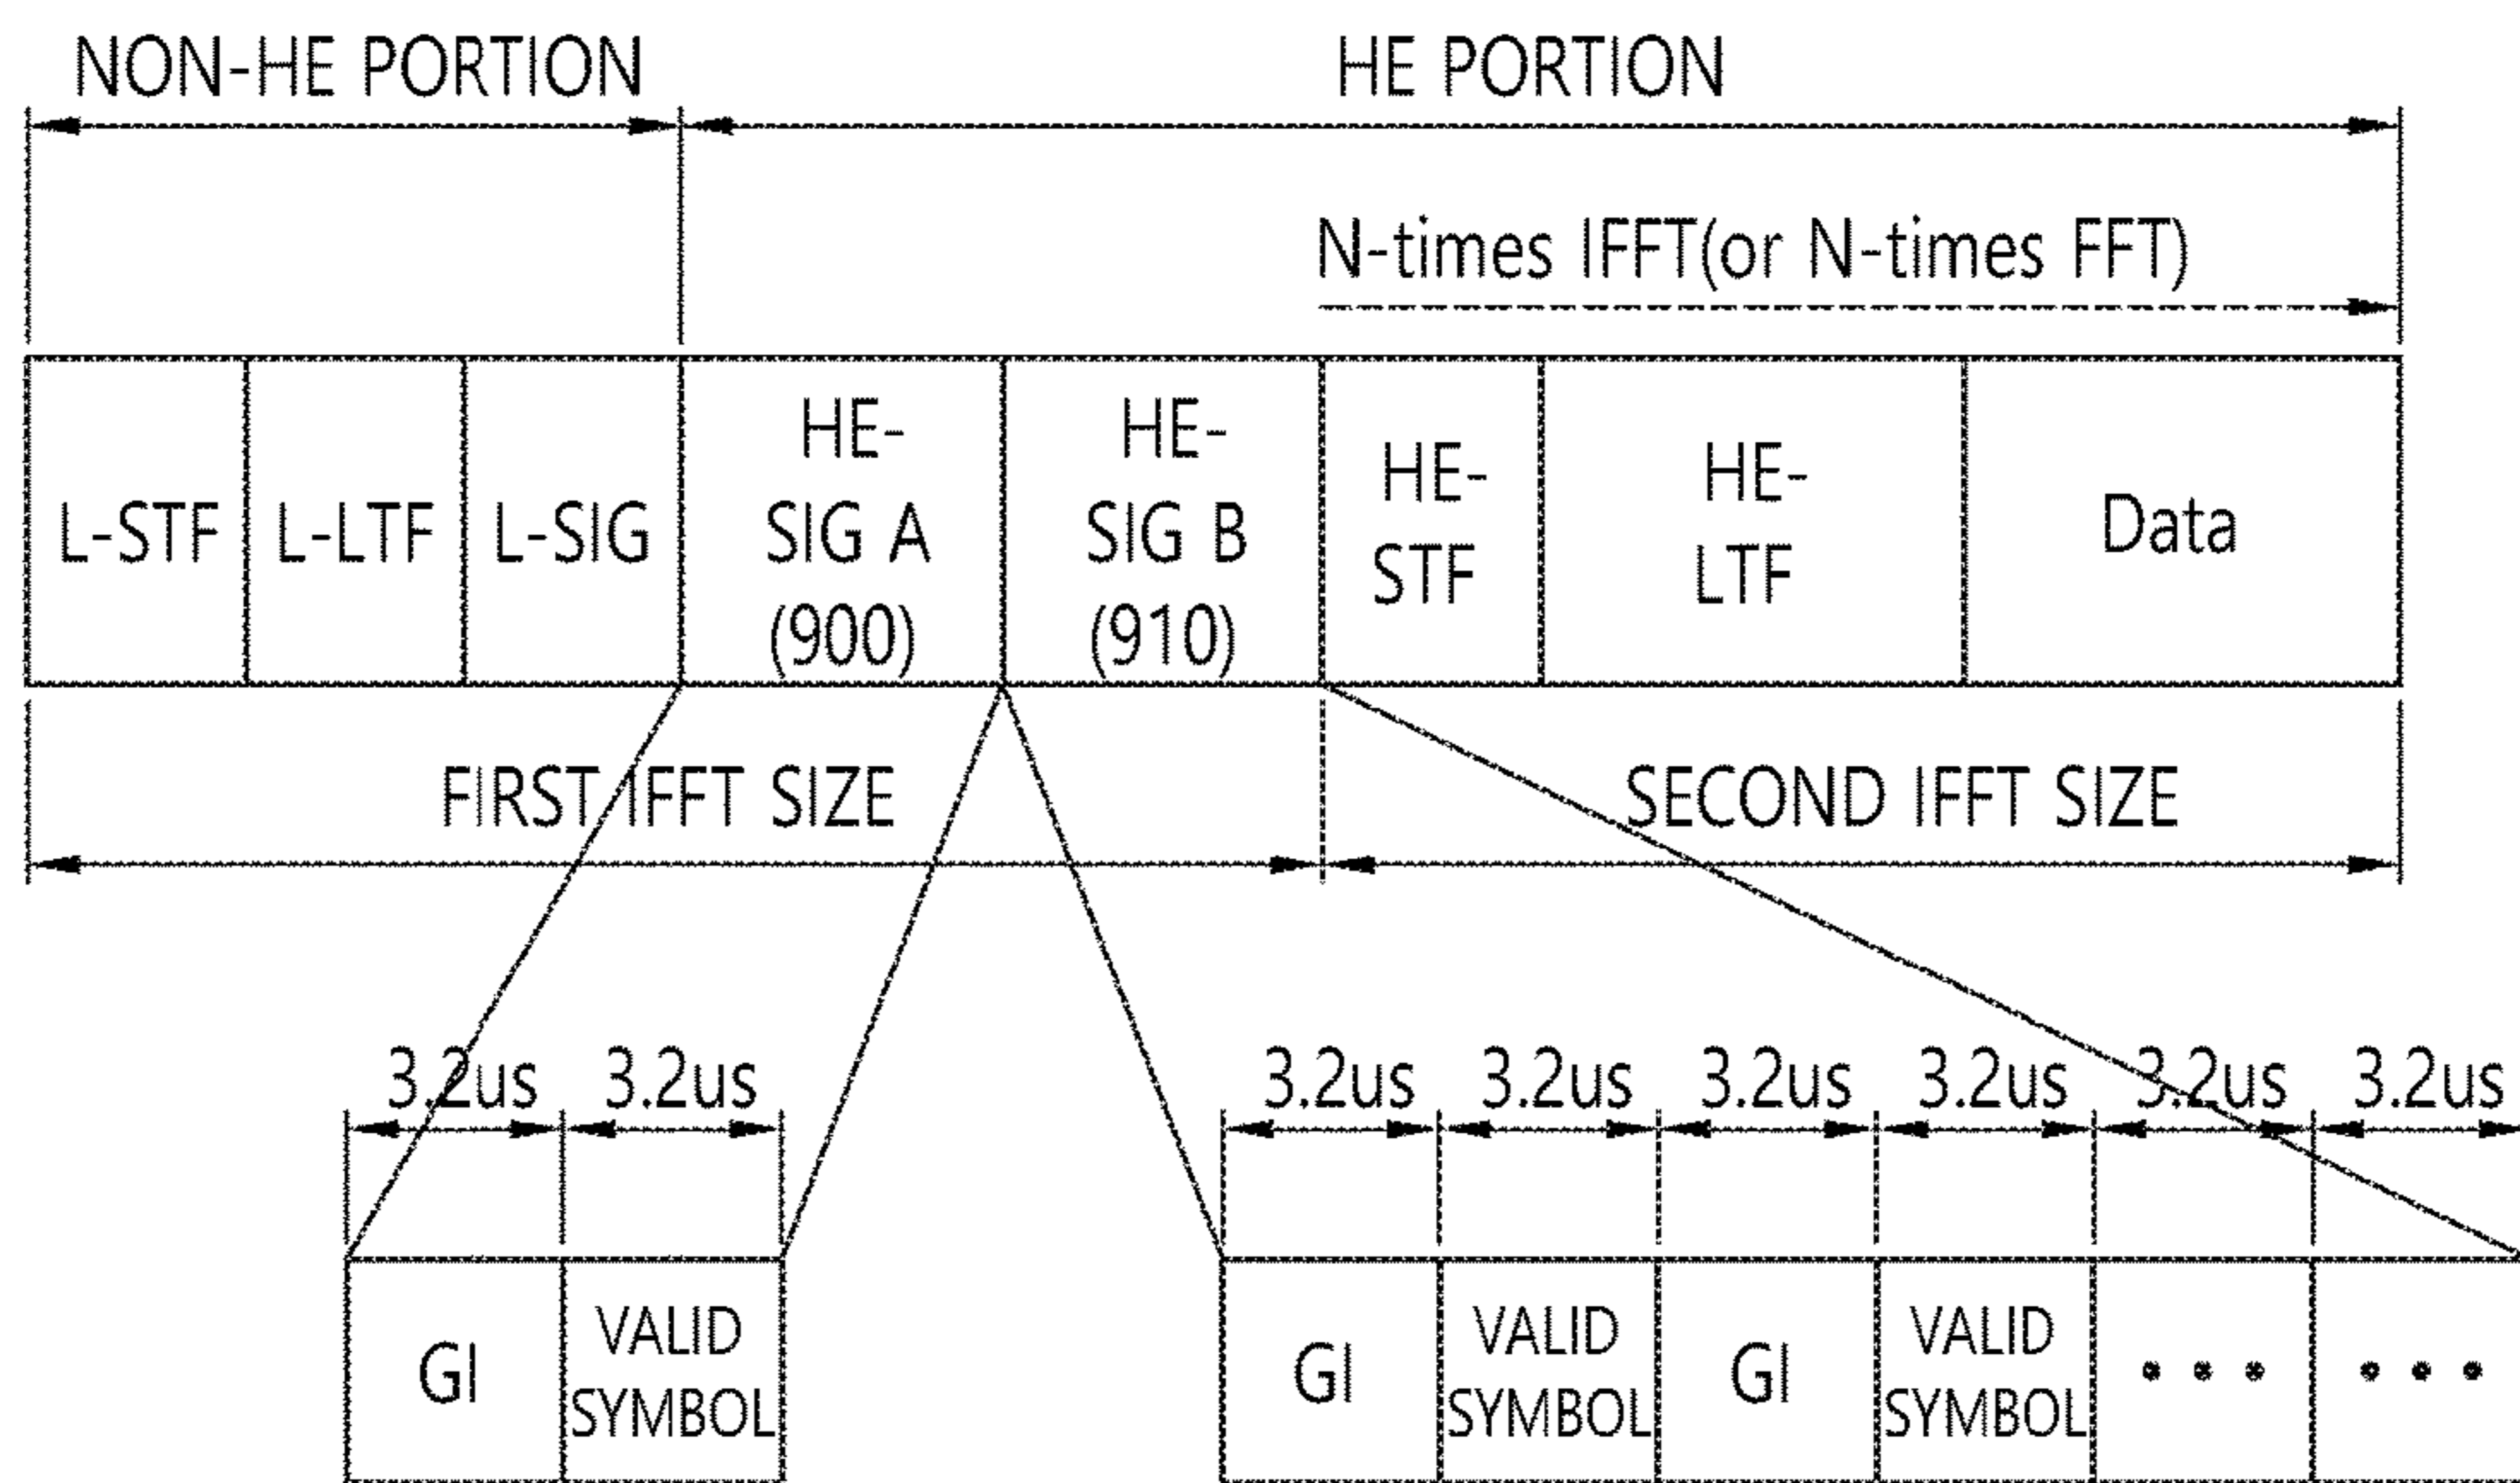 NON-HE PORTION
HE PORTION
N-times IFFT(or N-times FFT)
L-STF
L-LTF
L-SIG
HE-
SIG A
(900)
HE-
SIG B
(910)
HE-
STF
HE-
LTF
Data
FIRST IFFT SIZE
SECOND IFFT SIZE
3.2us
3.2us
3.2us
3.2us
3.2us
3.2us
3.2us
3.2us
GI
VALID
SYMBOL
GI
VALID
SYMBOL
GI
VALID
SYMBOL
• • •
• • •